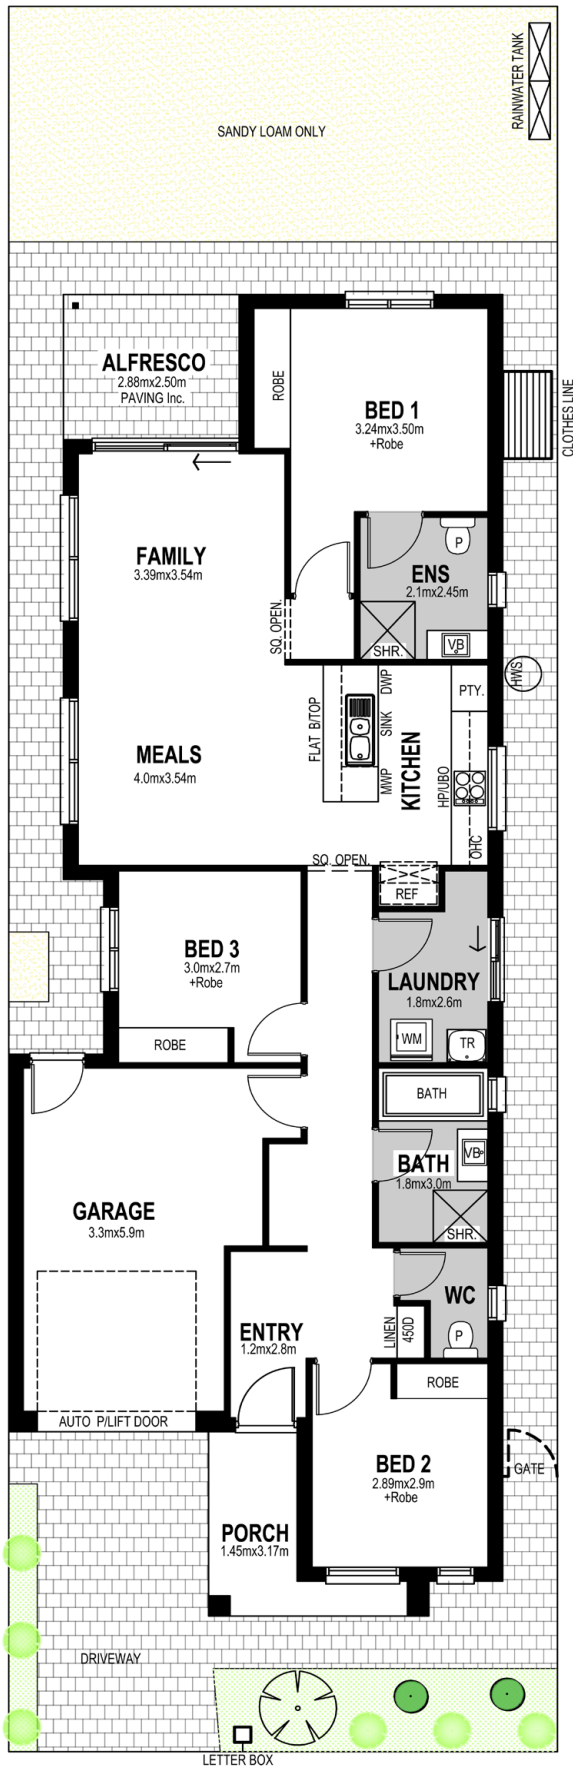 RAINWATER TANK
SANDY LOAM ONLY
ALFRESCO
2.88mx2.50m
PAVING Inc.
ROBE
BED 1
3.24mx3.50m
+Robe
CLOTHES LINE
FAMILY
3.39mx3.54m
P
ENS
2.1mx2.45m
SQ. OPEN.
SHR.
VB
HWS
DWP
PTY.
FLAT B/TOP
SINK
MEALS
4.0mx3.54m
KITCHEN
MWP
HP/UBO
OHC
SQ. OPEN.
REF
BED 3
3.0mx2.7m
+Robe
LAUNDRY
1.8mx2.6m
ROBE
WM
TR
BATH
VB
BATH
1.8mx3.0m
GARAGE
3.3mx5.9m
SHR.
WC
ENTRY
1.2mx2.8m
LINEN
450D
P
ROBE
AUTO P/LIFT DOOR
BED 2
2.89mx2.9m
+Robe
GATE
PORCH
1.45mx3.17m
DRIVEWAY
LETTER BOX